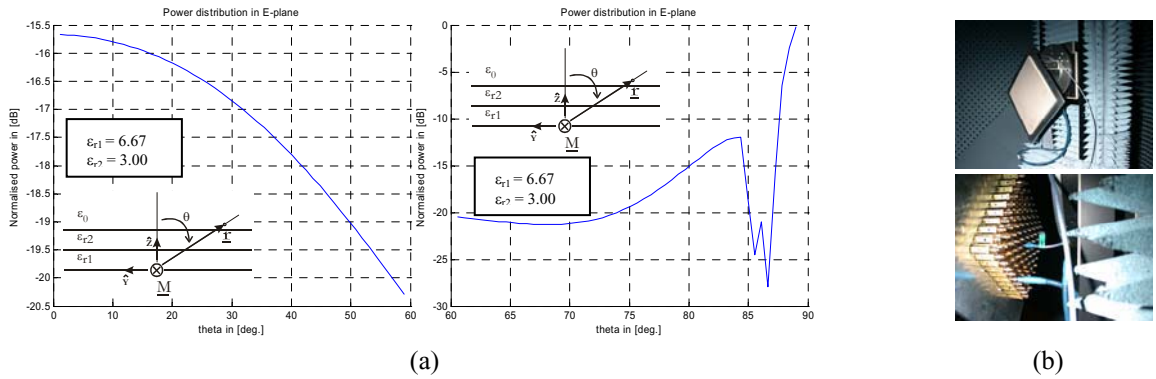 Power distribution in E-plane
Normalised power in [dB]
-15.5
-16
-16.5
-17
-17.5
-18
-18.5
-19
-19.5
-20
-20.5
0
10
20
30
40
50
60
theta in [deg.]
εr1 = 6.67
εr2 = 3.00
ε0
εr2
εr1
ẑ
θ
r
Ŷ
M
Power distribution in E-plane
Normalised power in [dB]
0
-5
-10
-15
-20
-25
-30
60
65
70
75
80
85
90
theta in [deg.]
ε0
εr2
εr1
ẑ
θ
r
Ŷ
M
εr1 = 6.67
εr2 = 3.00
(a)
(b)